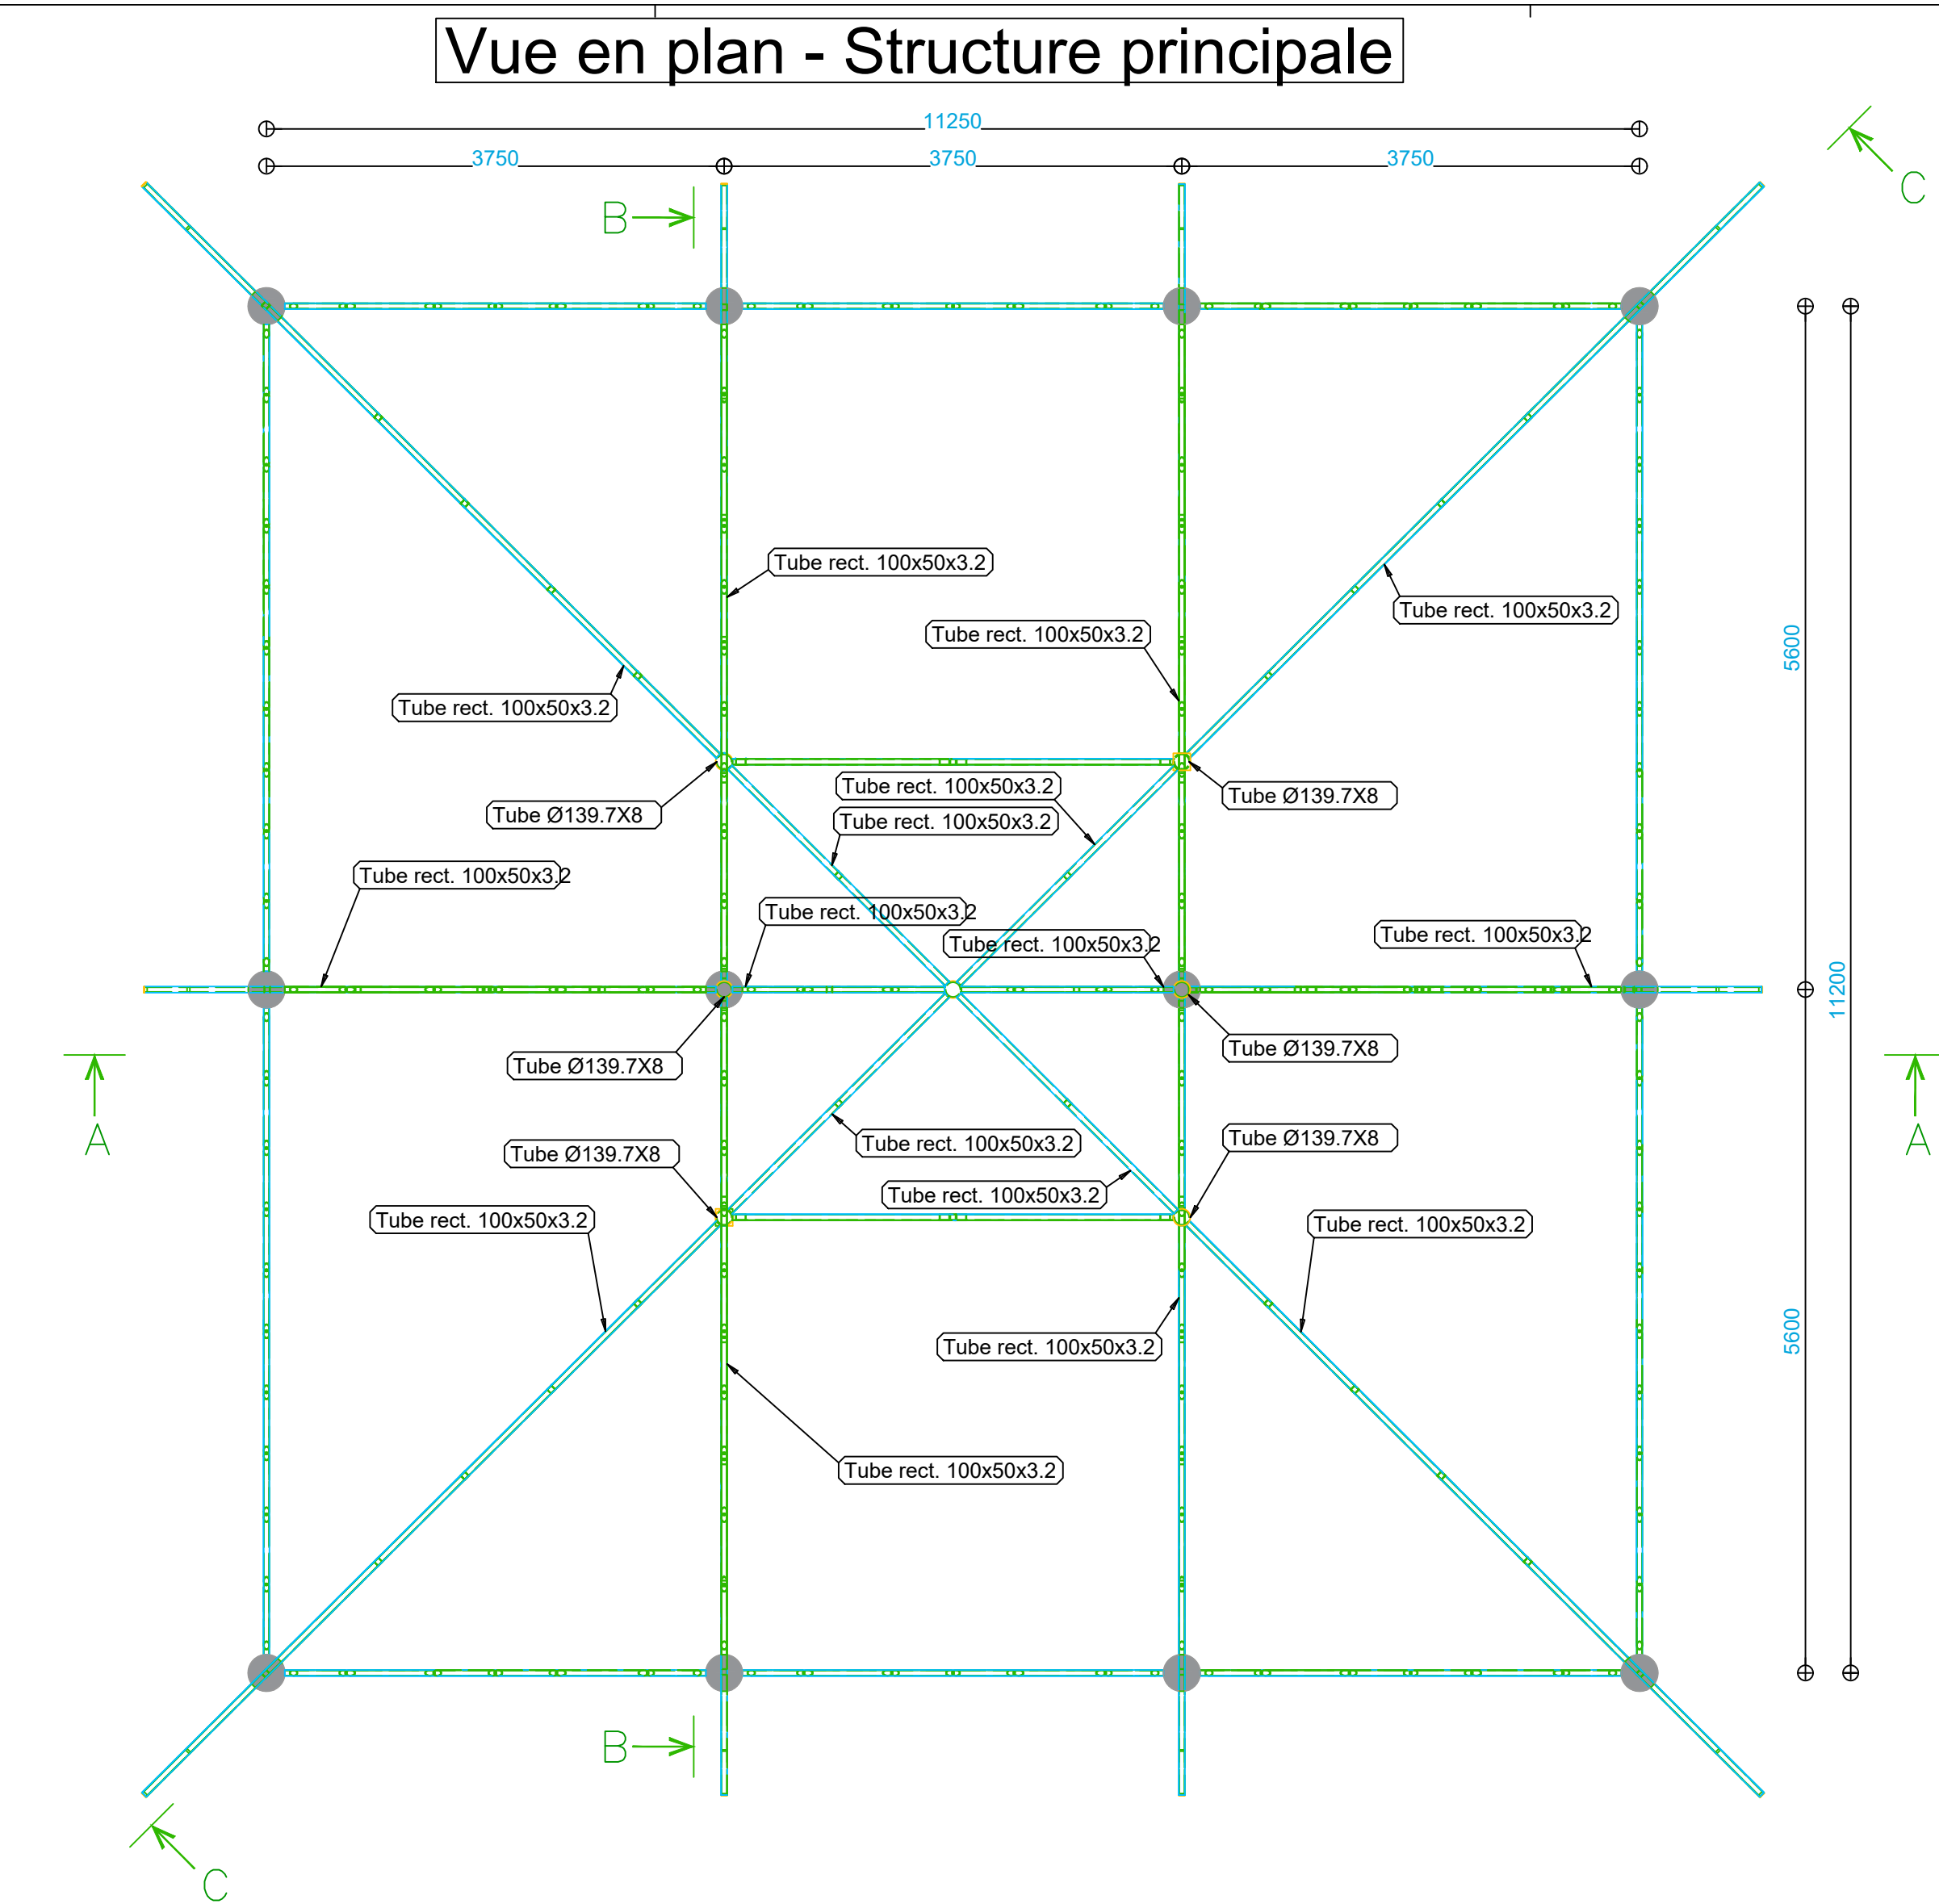 Vue en plan - Structure principale
11250
3750
3750
3750
C
B
Tube rect. 100x50x3.2
Tube rect. 100x50x3.2
Tube rect. 100x50x3.2
5600
Tube rect. 100x50x3.2
Tube rect. 100x50x3.2
Tube Ø139.7X8
Tube Ø139.7X8
Tube rect. 100x50x3.2
Tube rect. 100x50x3.2
Tube rect. 100x50x3.2
Tube rect. 100x50x3.2
Tube rect. 100x50x3.2
11200
Tube Ø139.7X8
Tube Ø139.7X8
A
A
Tube Ø139.7X8
Tube Ø139.7X8
Tube rect. 100x50x3.2
Tube rect. 100x50x3.2
Tube rect. 100x50x3.2
Tube rect. 100x50x3.2
5600
Tube rect. 100x50x3.2
Tube rect. 100x50x3.2
B
C